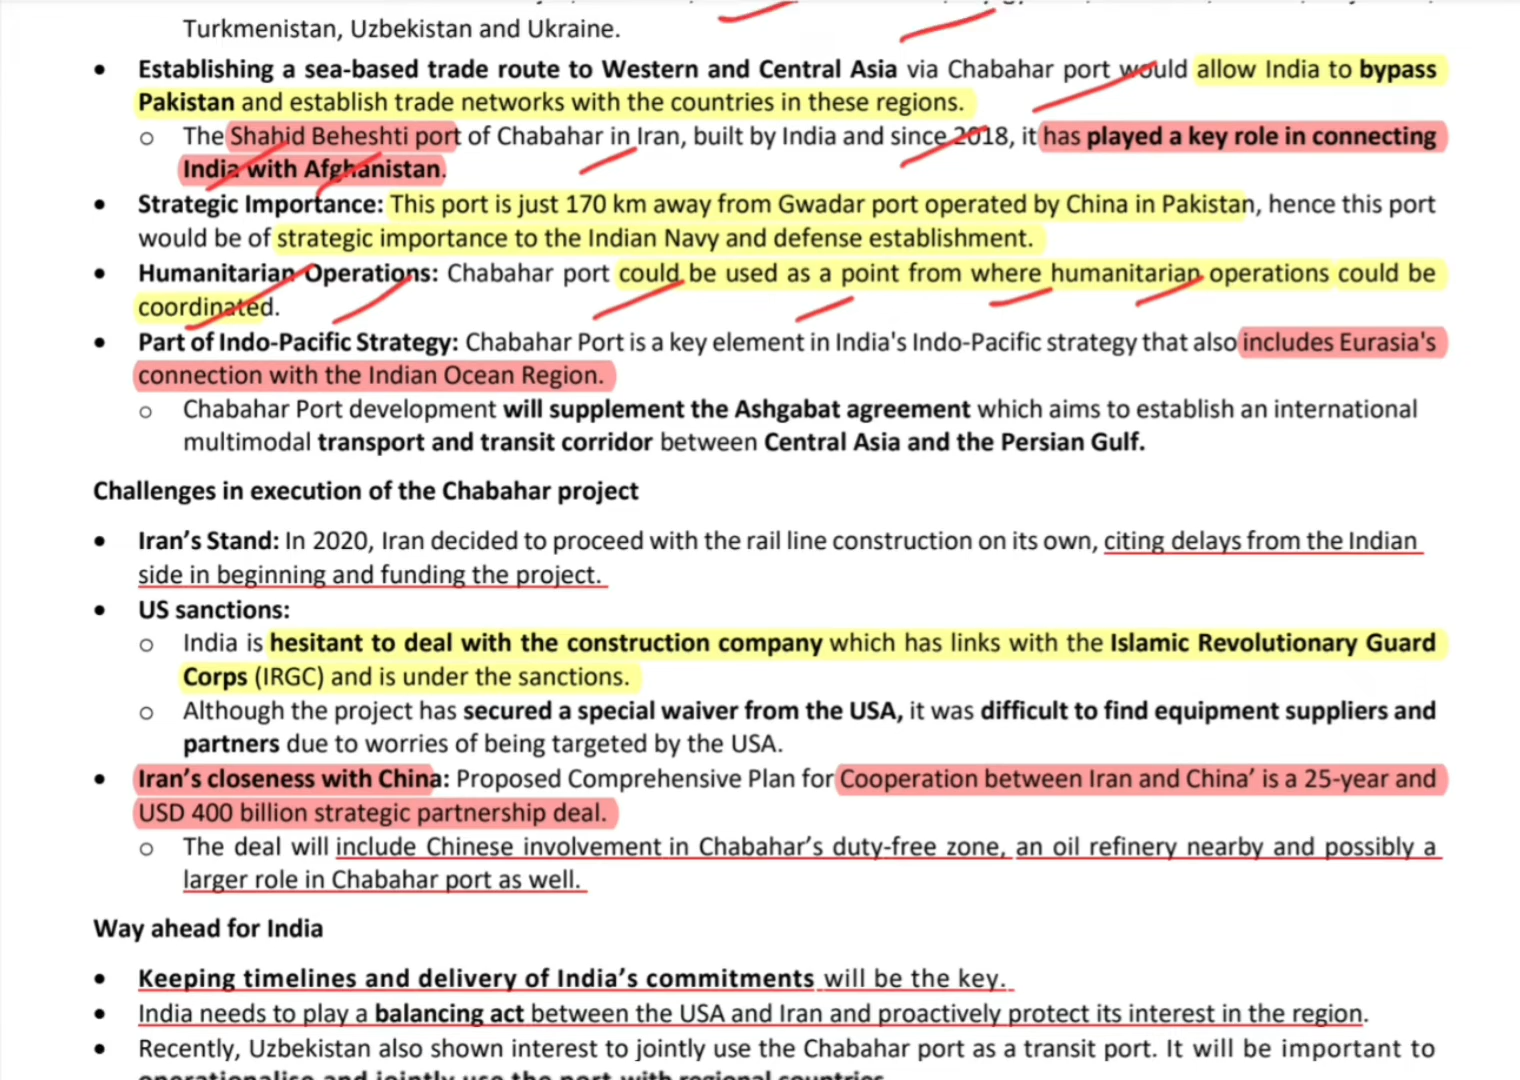 Turkmenistan, Uzbekistan and Ukraine.
• Establishing a sea-based trade route to Western and Central Asia via Chabahar port would allow India to bypass
Pakistan and establish trade networks with the countries in these regions.
o The Shahid Beheshti port of Chabahar in Iran, built by India and since 2018, it has played a key role in connecting
India with Afghanistan.
• Strategic Importance: This port is just 170 km away from Gwadar port operated by China in Pakistan, hence this port
would be of strategic importance to the Indian Navy and defense establishment.
• Humanitarian Operations: Chabahar port could be used as a point from where humanitarian operations could be
coordinated.
• Part of Indo-Pacific Strategy: Chabahar Port is a key element in India's Indo-Pacific strategy that also includes Eurasia's
connection with the Indian Ocean Region.
o Chabahar Port development will supplement the Ashgabat agreement which aims to establish an international
multimodal transport and transit corridor between Central Asia and the Persian Gulf.
Challenges in execution of the Chabahar project
• Iran’s Stand: In 2020, Iran decided to proceed with the rail line construction on its own, citing delays from the Indian
side in beginning and funding the project.
• US sanctions:
o India is hesitant to deal with the construction company which has links with the Islamic Revolutionary Guard
Corps (IRGC) and is under the sanctions.
o Although the project has secured a special waiver from the USA, it was difficult to find equipment suppliers and
partners due to worries of being targeted by the USA.
• Iran’s closeness with China: Proposed Comprehensive Plan for Cooperation between Iran and China’ is a 25-year and
USD 400 billion strategic partnership deal.
o The deal will include Chinese involvement in Chabahar’s duty-free zone, an oil refinery nearby and possibly a
larger role in Chabahar port as well.
Way ahead for India
• Keeping timelines and delivery of India’s commitments will be the key.
• India needs to play a balancing act between the USA and Iran and proactively protect its interest in the region.
• Recently, Uzbekistan also shown interest to jointly use the Chabahar port as a transit port. It will be important to
operationalise and jointly use the port with regional countries